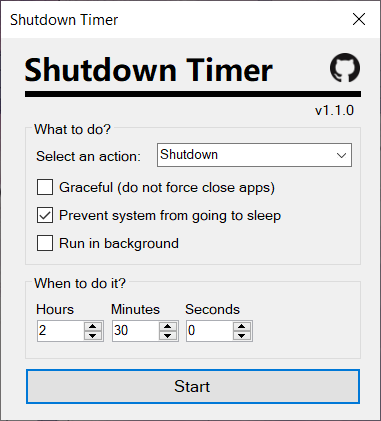 Shutdown Timer
Shutdown Timer
v1.1.0
What to do?
Select an action: Shutdown
Graceful (do not force close apps)
Prevent system from going to sleep
Run in background
When to do it?
Hours Minutes Seconds
2 30 0
Start